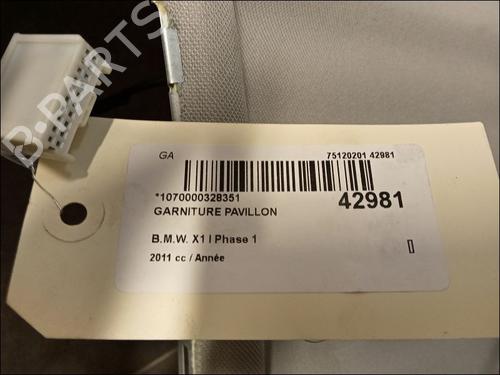 B-PARTS
GA 75120201 42981
*1070000328351 42981
GARNITURE PAVILLON
B.M.W. X1 I Phase 1
2011 cc / Année